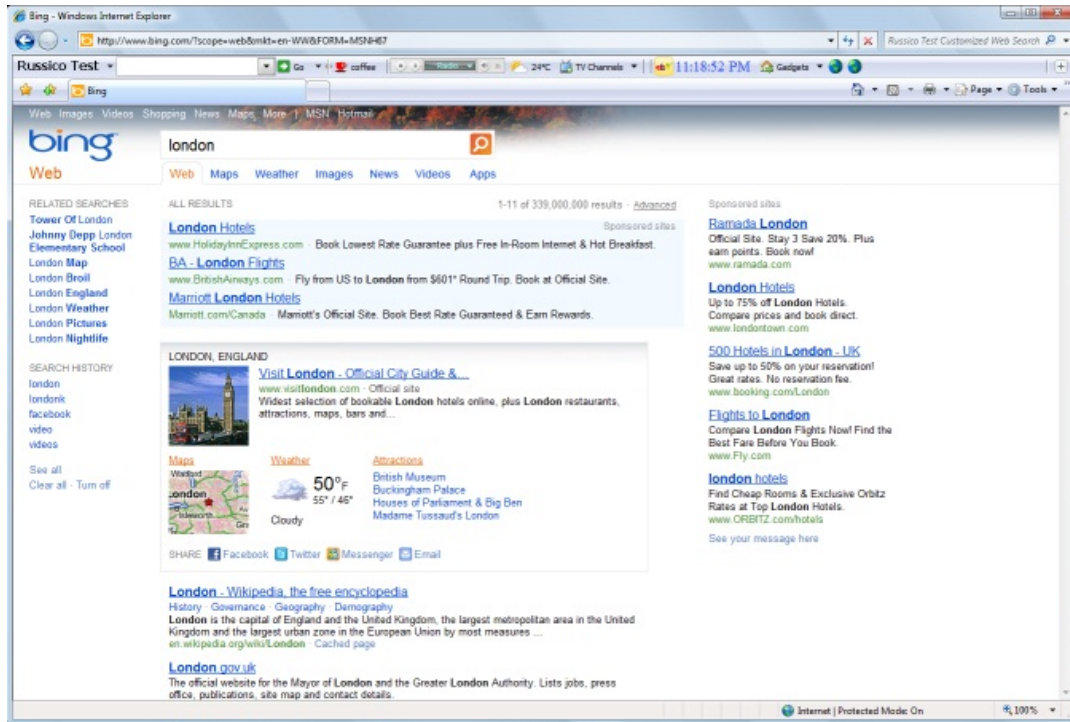 Bing - Windows Internet Explorer
http://www.bing.com/?scope=web&mkt=en-WW&FORM=MSNH67
Russico Test Customized Web Search
Russico Test
Go
coffee
Radio
24°C
TV Channels
11:18:52 PM
Gadgets
Bing
Page
Tools
Web Images Videos Shopping News Maps More | MSN Hotmail
bing
london
Web
Web Maps Weather Images News Videos Apps
RELATED SEARCHES
Tower Of London
Johnny Depp London
Elementary School
London Map
London Broil
London England
London Weather
London Pictures
London Nightlife
SEARCH HISTORY
london
londonk
facebook
video
videos
See all
Clear all · Turn off
ALL RESULTS
1-11 of 339,000,000 results · Advanced
London Hotels
Sponsored sites
www.HolidayInnExpress.com · Book Lowest Rate Guarantee plus Free In-Room Internet & Hot Breakfast.
BA - London Flights
www.BritishAirways.com · Fly from US to London from $601* Round Trip. Book at Official Site.
Marriott London Hotels
Marriott.com/Canada · Marriott's Official Site. Book Best Rate Guaranteed & Earn Rewards.
LONDON, ENGLAND
Visit London - Official City Guide &...
www.visitlondon.com · Official site
Widest selection of bookable London hotels online, plus London restaurants,
attractions, maps, bars and...
Maps
Watford
London
Isleworth
Weather
50°F
55° / 46°
Cloudy
Attractions
British Museum
Buckingham Palace
Houses of Parliament & Big Ben
Madame Tussaud's London
SHARE Facebook Twitter Messenger Email
London - Wikipedia, the free encyclopedia
History · Governance · Geography · Demography
London is the capital of England and the United Kingdom, the largest metropolitan area in the United
Kingdom and the largest urban zone in the European Union by most measures ...
en.wikipedia.org/wiki/London · Cached page
London gov.uk
The official website for the Mayor of London and the Greater London Authority. Lists jobs, press
office, publications, site map and contact details.
Sponsored sites
Ramada London
Official Site. Stay 3 Save 20%. Plus
earn points. Book now!
www.ramada.com
London Hotels
Up to 75% off London Hotels.
Compare prices and book direct.
www.londontown.com
500 Hotels in London - UK
Save up to 50% on your reservation!
Great rates. No reservation fee.
www.booking.com/London
Flights to London
Compare London Flights Now! Find the
Best Fare Before You Book.
www.Fly.com
london hotels
Find Cheap Rooms & Exclusive Orbitz
Rates at Top London Hotels.
www.ORBITZ.com/hotels
See your message here
Internet | Protected Mode: On
100%